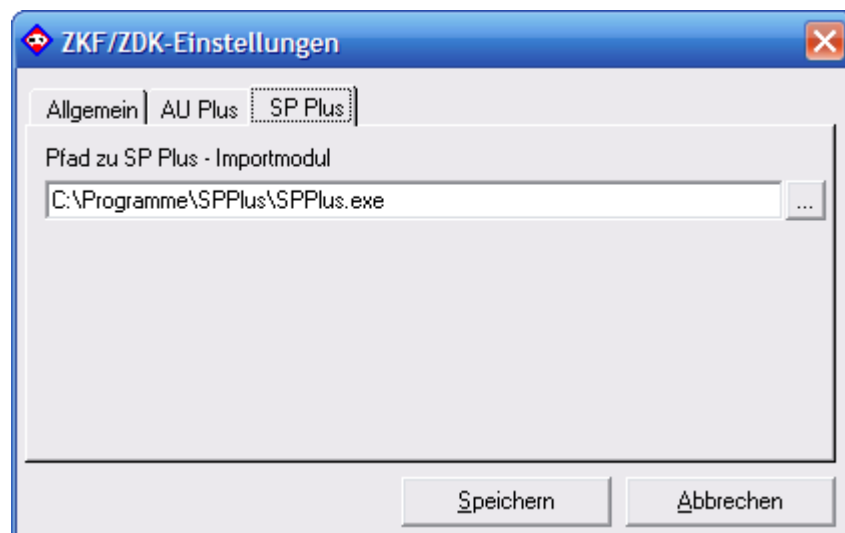 ZKF/ZDK-Einstellungen
Allgemein AU Plus SP Plus
Pfad zu SP Plus - Importmodul
C:\Programme\SPPlus\SPPlus.exe ...
Speichern Abbrechen